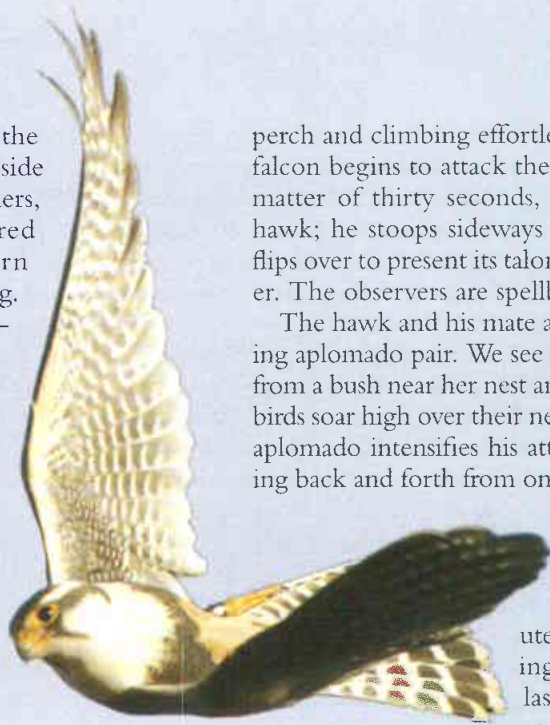 the
side
ers,
red
rn
g.
–
perch and climbing effortle
falcon begins to attack the
matter of thirty seconds,
hawk; he stoops sideways
flips over to present its talon
er. The observers are spellb
The hawk and his mate a
ing aplomado pair. We see
from a bush near her nest an
birds soar high over their ne
aplomado intensifies his att
ing back and forth from on
ute
ing
las